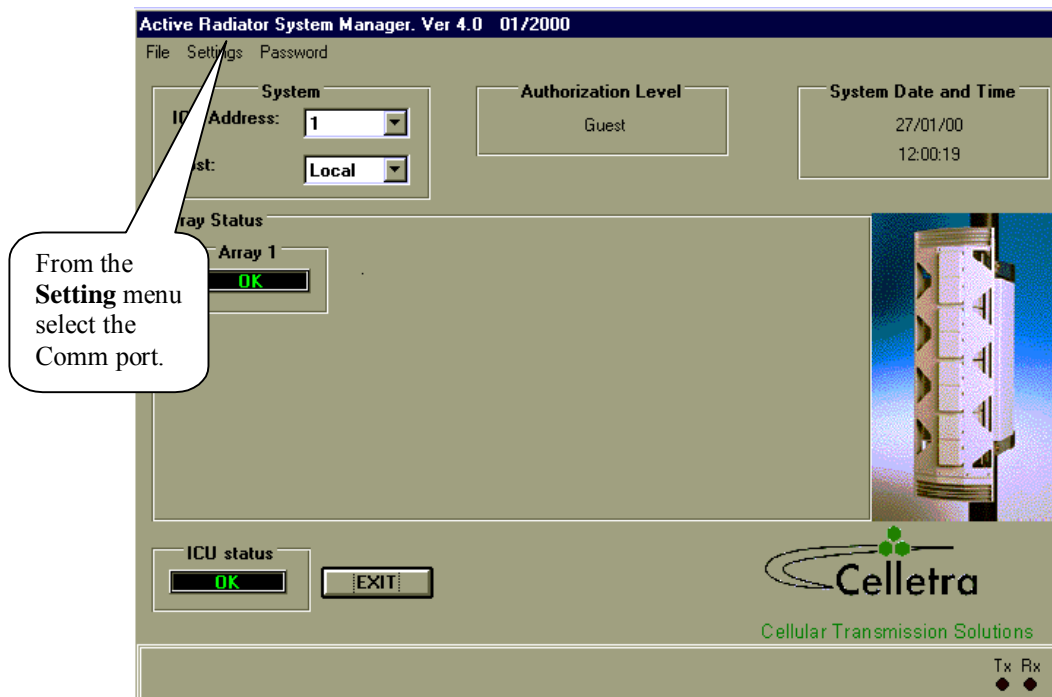 Active Radiator System Manager. Ver 4.0 01/2000
File Settings Password
System
Address:
1
Local
Authorization Level
Guest
System Date and Time
27/01/00
12:00:19
Status
Array 1
OK
From the
Setting menu
select the
Comm port.
ICU status
OK
EXIT
Celletra
Cellular Transmission Solutions
Tx Rx